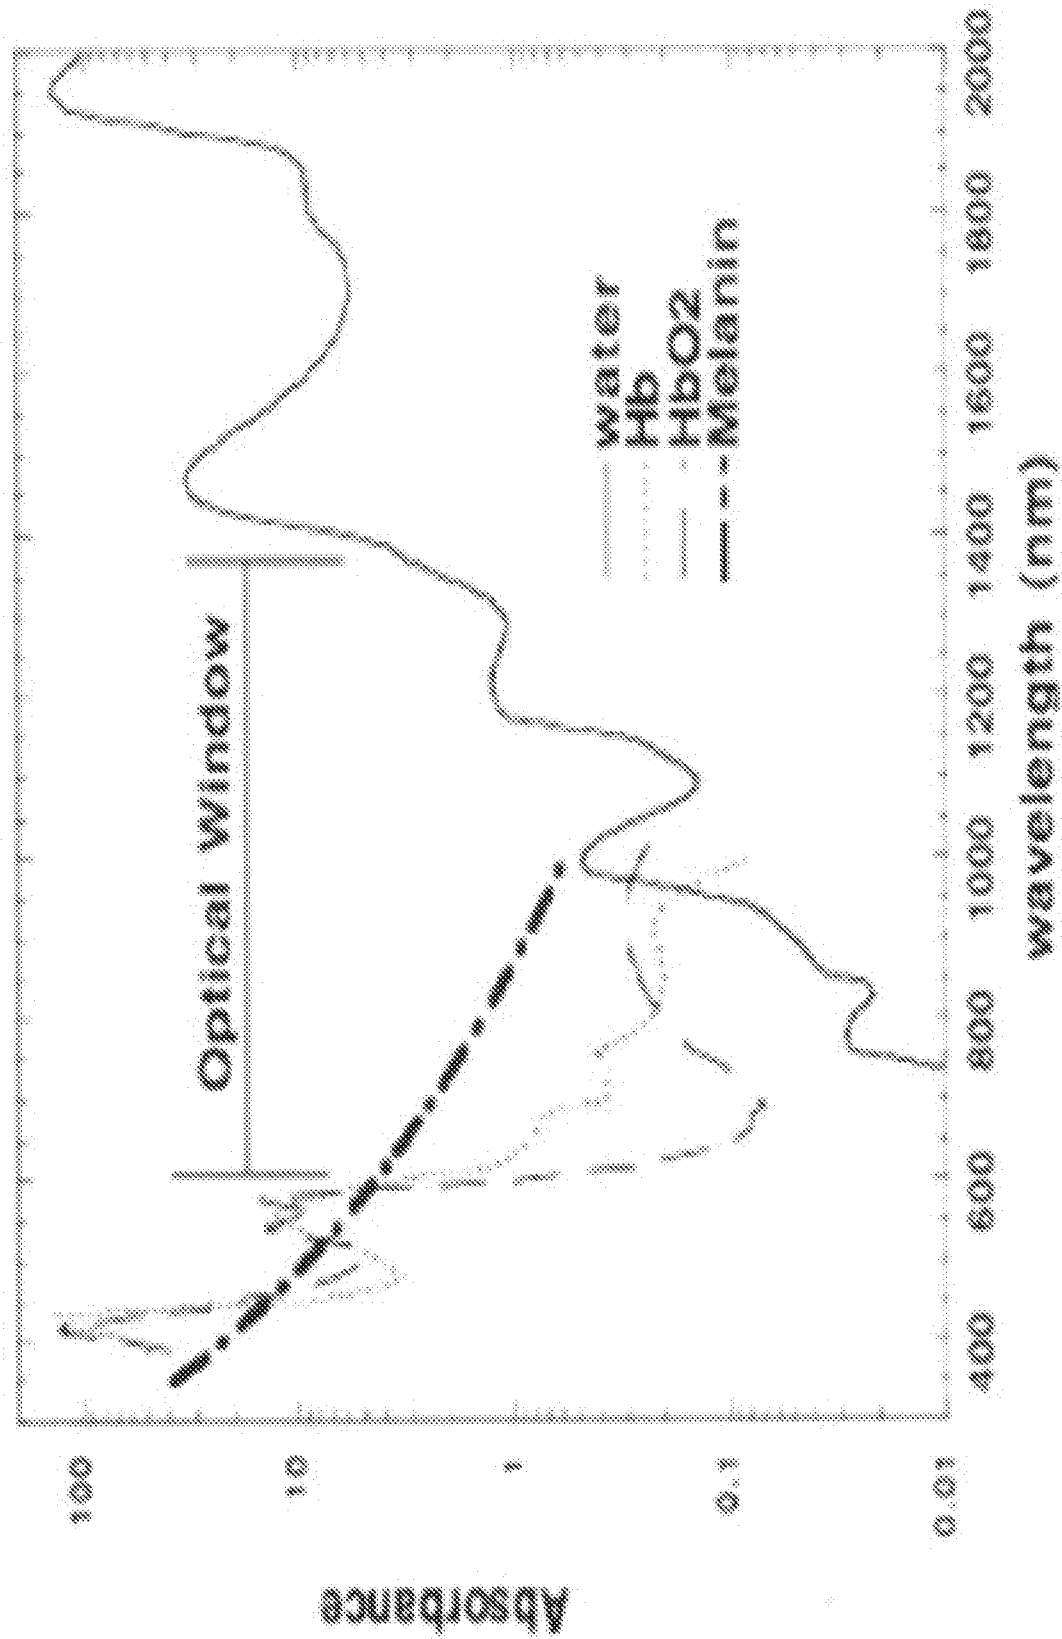 Absorbance
100
10
1
0.1
0.01
Optical Window
water
Hb
HbO2
Melanin
400 600 800 1000 1200 1400 1600 1800 2000
wavelength (nm)